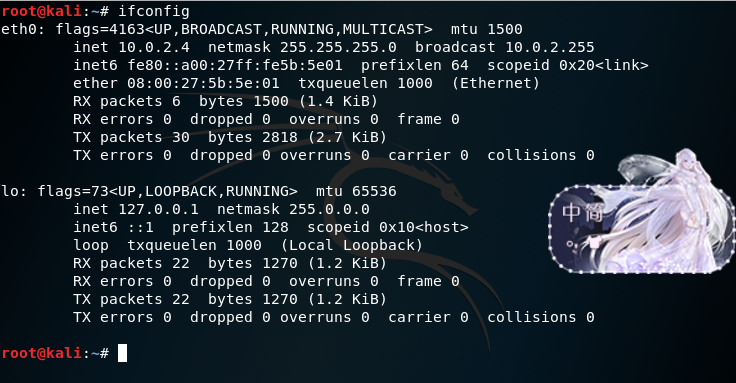 root@kali:~# ifconfig
eth0: flags=4163<UP,BROADCAST,RUNNING,MULTICAST>  mtu 1500
        inet 10.0.2.4  netmask 255.255.255.0  broadcast 10.0.2.255
        inet6 fe80::a00:27ff:fe5b:5e01  prefixlen 64  scopeid 0x20<link>
        ether 08:00:27:5b:5e:01  txqueuelen 1000  (Ethernet)
        RX packets 6  bytes 1500 (1.4 KiB)
        RX errors 0  dropped 0  overruns 0  frame 0
        TX packets 30  bytes 2818 (2.7 KiB)
        TX errors 0  dropped 0 overruns 0  carrier 0  collisions 0
lo: flags=73<UP,LOOPBACK,RUNNING>  mtu 65536
        inet 127.0.0.1  netmask 255.0.0.0
        inet6 ::1  prefixlen 128  scopeid 0x10<host>
        loop  txqueuelen 1000  (Local Loopback)
        RX packets 22  bytes 1270 (1.2 KiB)
        RX errors 0  dropped 0  overruns 0  frame 0
        TX packets 22  bytes 1270 (1.2 KiB)
        TX errors 0  dropped 0 overruns 0  carrier 0  collisions 0
root@kali:~#
中 简